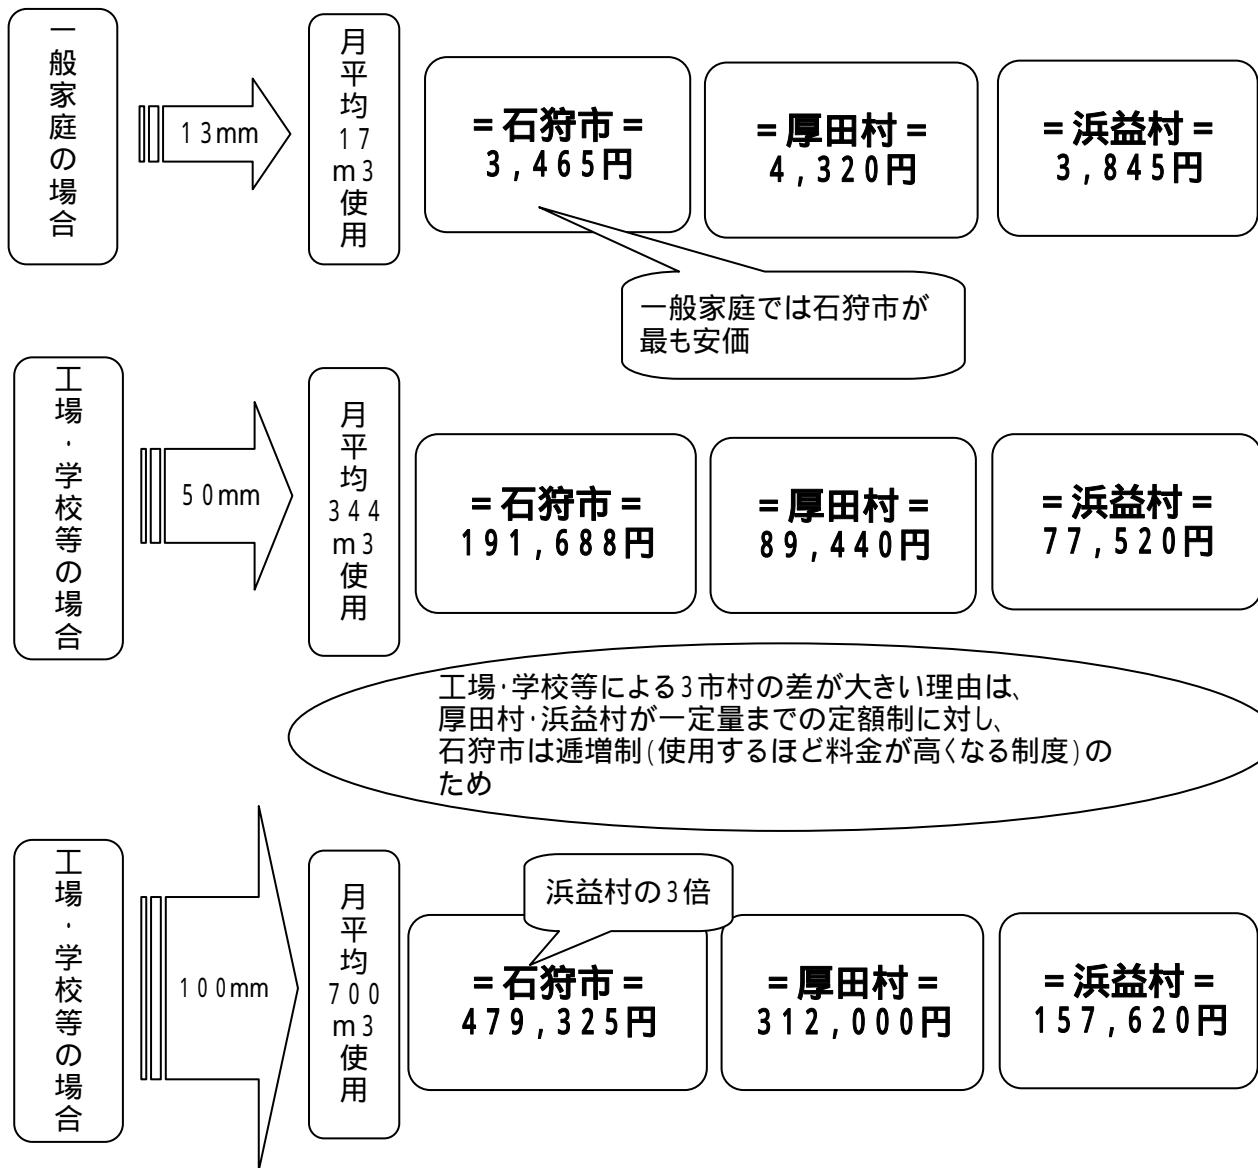 一般家庭の場合
13mm
月平均17m3使用
=石狩市=
3,465円
=厚田村=
4,320円
=浜益村=
3,845円
一般家庭では石狩市が
最も安価
工場・学校等の場合
50mm
月平均344m3使用
=石狩市=
191,688円
=厚田村=
89,440円
=浜益村=
77,520円
工場・学校等による3市村の差が大きい理由は、
厚田村・浜益村が一定量までの定額制に対し、
石狩市は逓増制(使用するほど料金が高くなる制度)の
ため
工場・学校等の場合
100mm
月平均700m3使用
浜益村の3倍
=石狩市=
479,325円
=厚田村=
312,000円
=浜益村=
157,620円